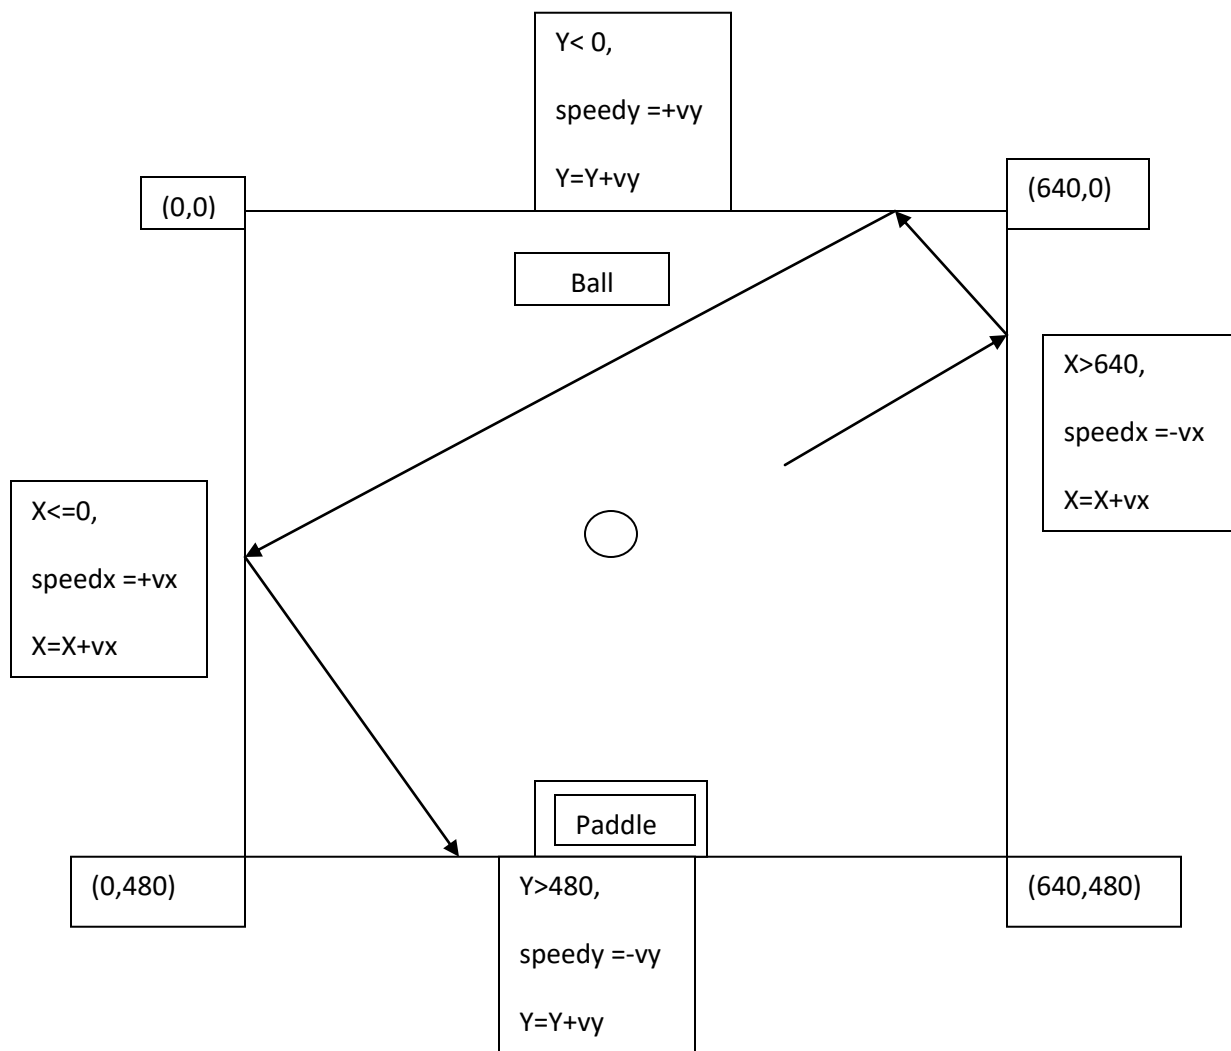 Y< 0,
speedy =+vy
Y=Y+vy
(0,0)
(640,0)
Ball
X>640,
speedx =-vx
X=X+vx
X<=0,
speedx =+vx
X=X+vx
Paddle
(0,480)
Y>480,
speedy =-vy
Y=Y+vy
(640,480)